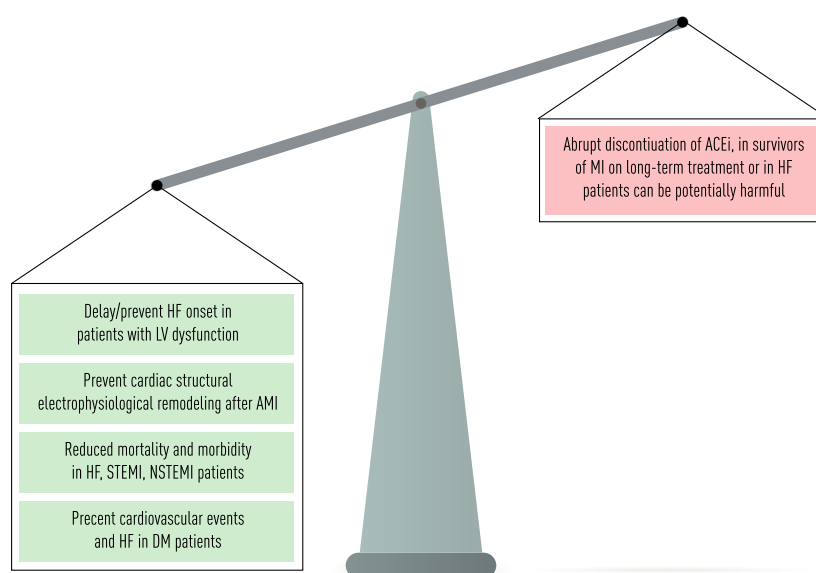 Abrupt discontiuation of ACEi, in survivors
of MI on long-term treatment or in HF
patients can be potentially harmful
Delay/prevent HF onset in
patients with LV dysfunction
Prevent cardiac structural
electrophysiological remodeling after AMI
Reduced mortality and morbidity
in HF, STEMI, NSTEMI patients
Precent cardiovascular events
and HF in DM patients